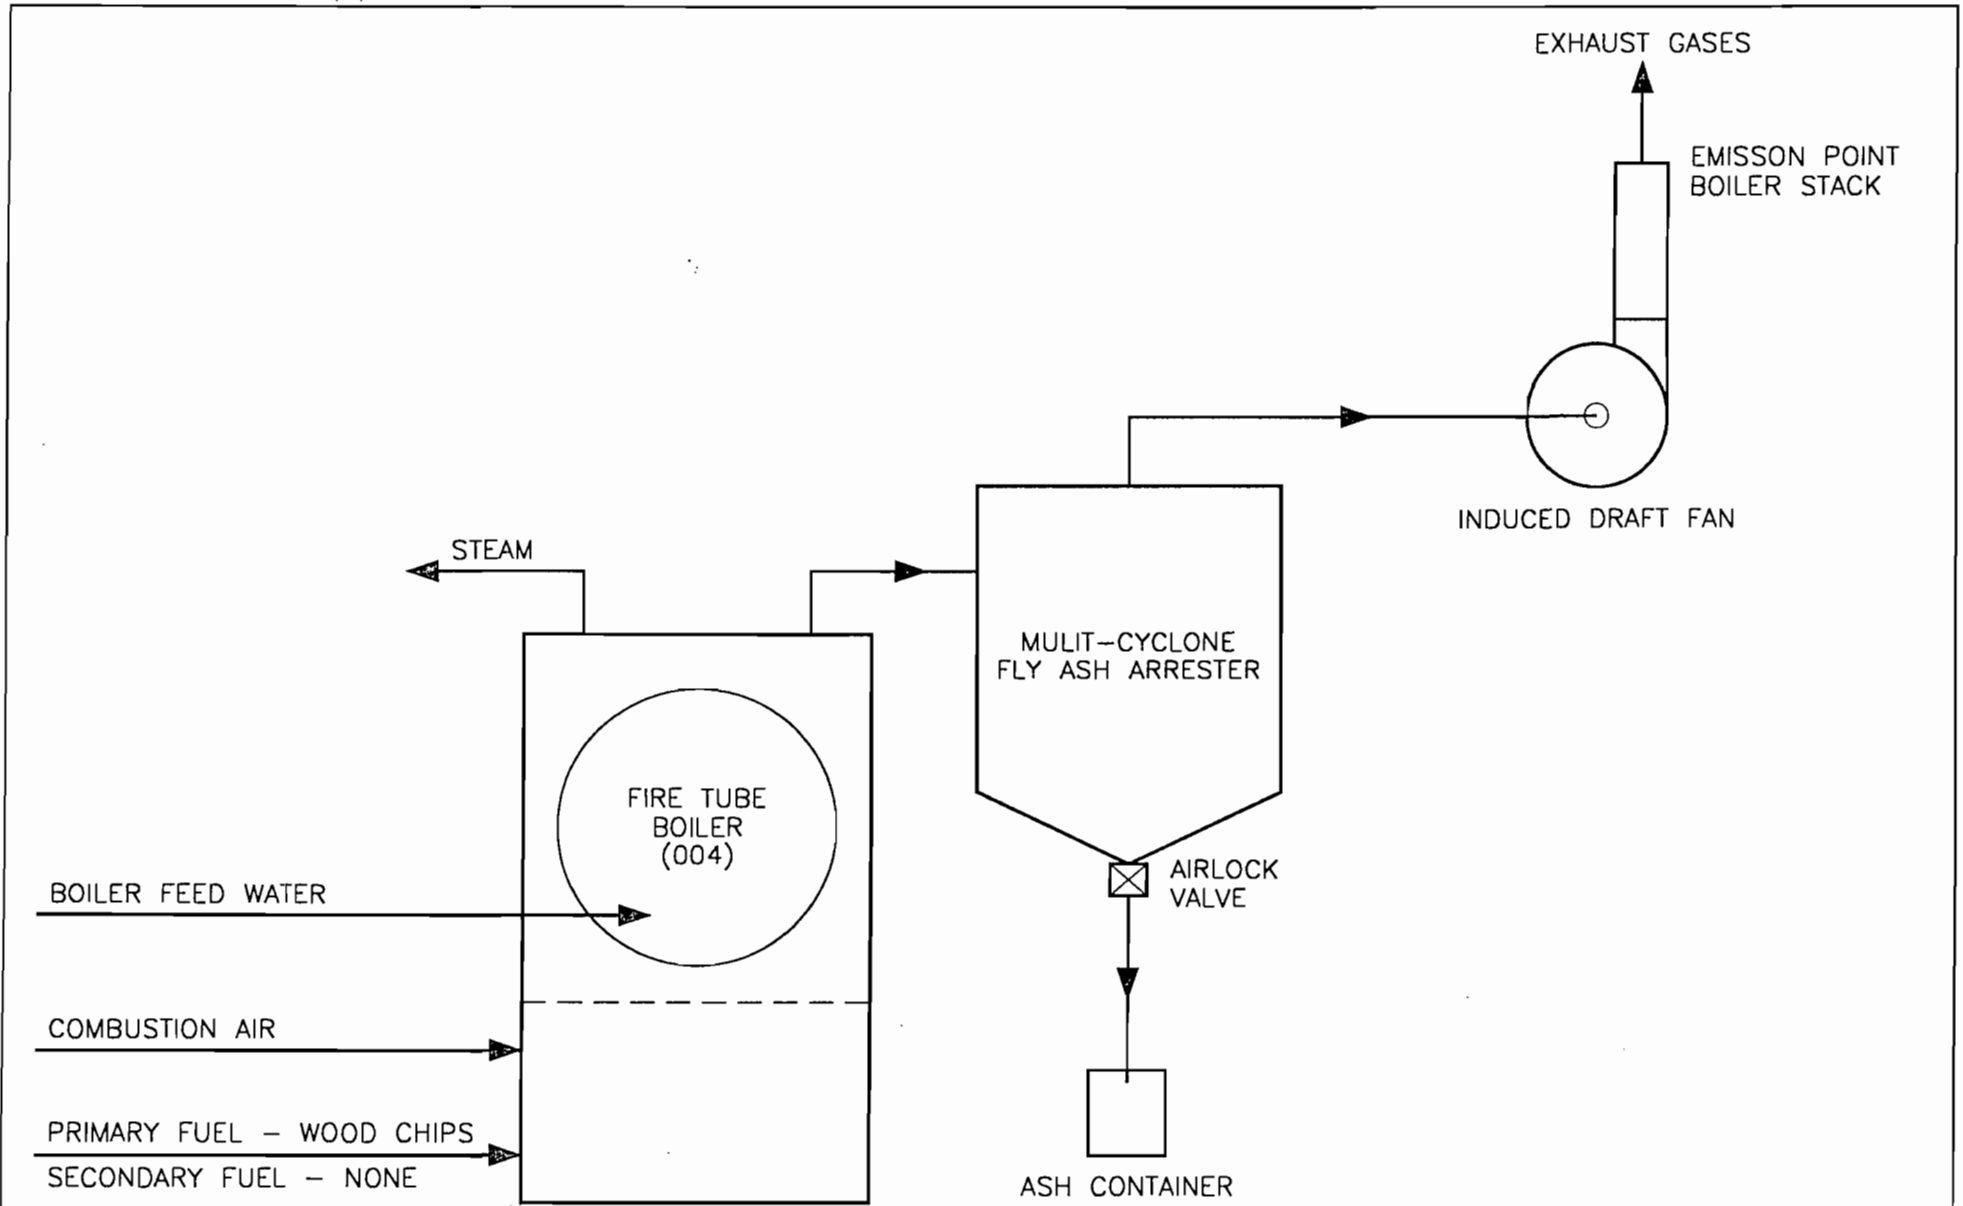 EXHAUST GASES
EMISSON POINT
BOILER STACK
INDUCED DRAFT FAN
STEAM
MULIT-CYCLONE
FLY ASH ARRESTER
FIRE TUBE
BOILER
(004)
AIRLOCK
VALVE
BOILER FEED WATER
COMBUSTION AIR
PRIMARY FUEL - WOOD CHIPS
SECONDARY FUEL - NONE
ASH CONTAINER